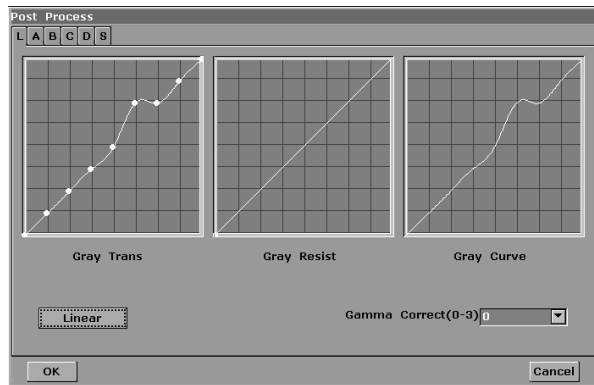 Post Process
L A B C D S
Gray Trans
Gray Resist
Gray Curve
Linear
Gamma Correct(0-3) 0
OK
Cancel